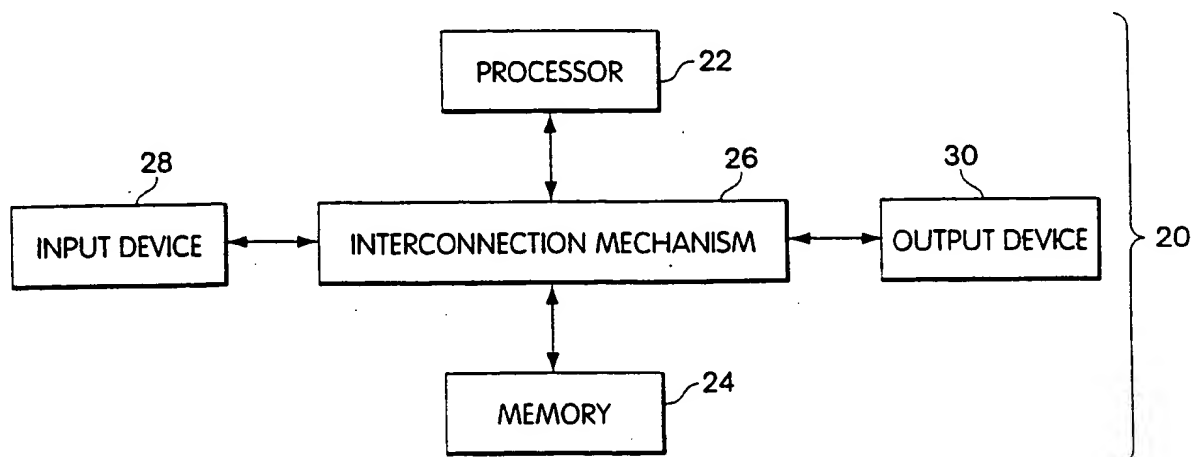 PROCESSOR
22
28
26
30
INPUT DEVICE
INTERCONNECTION MECHANISM
OUTPUT DEVICE
20
MEMORY
24